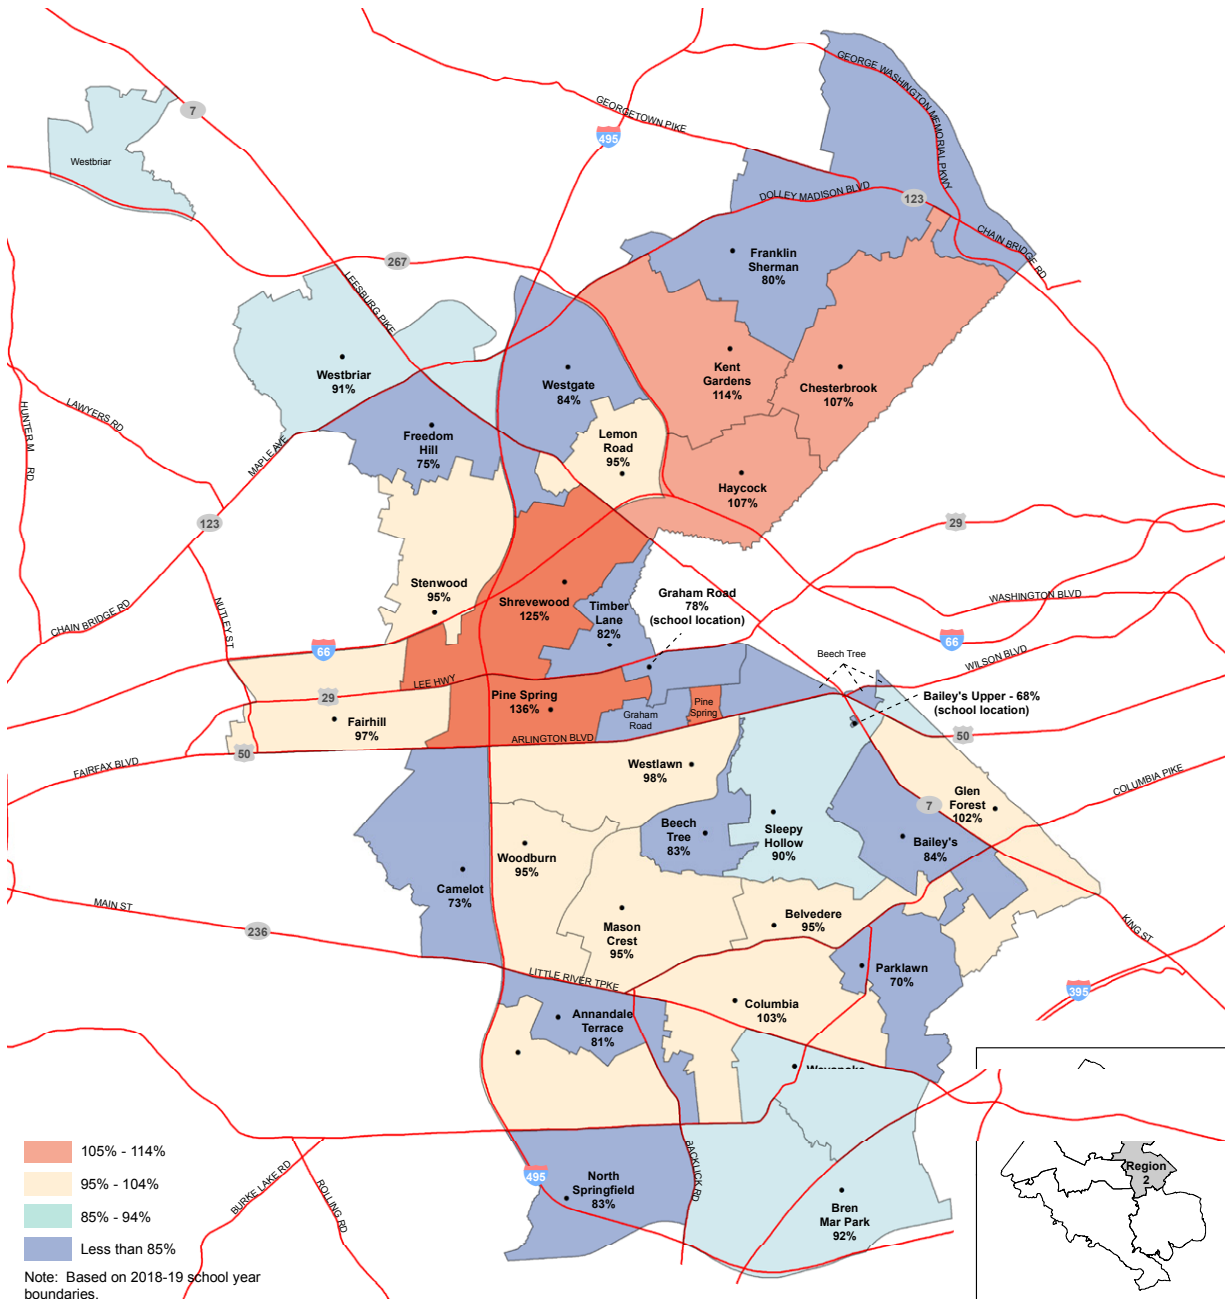 GEORGE WASHINGTON MEMORIAL PKWY
7
GEORGETOWN PIKE
495
Westbriar
DOLLEY MADISON BLVD
123
CHAIN BRIDGE RD
Franklin
Sherman
80%
267
LEESBURG PIKE
Westbriar
91%
Westgate
84%
Kent
Gardens
114%
Chesterbrook
107%
LAWYERS RD
HUNTER M
RD
MAPLE AVE
Freedom
Hill
75%
Lemon
Road
95%
Haycock
107%
123
29
Stenwood
95%
Shrevewood
125%
Timber
Lane
82%
Graham Road
78%
(school location)
WASHINGTON BLVD
CHAIN BRIDGE RD
NUTLEY ST
66
66
WILSON BLVD
Beech Tree
LEE HWY
29
Pine Spring
136%
Graham
Road
Pine
Spring
Bailey's Upper - 68%
(school location)
Fairhill
97%
ARLINGTON BLVD
50
50
FAIRFAX BLVD
Westlawn
98%
COLUMBIA PIKE
Glen
Forest
102%
7
Beech
Tree
83%
Sleepy
Hollow
90%
Bailey's
84%
Woodburn
95%
Camelot
73%
MAIN ST
236
Mason
Crest
95%
Belvedere
95%
KING ST
LITTLE RIVER TPKE
Parklawn
70%
395
Annandale
Terrace
81%
Columbia
103%
BACKLICK RD
105% - 114%
95% - 104%
85% - 94%
Less than 85%
Note: Based on 2018-19 school year
boundaries.
BURKE LAKE RD
ROLLING RD
495
North
Springfield
83%
Bren
Mar Park
92%
Region
2